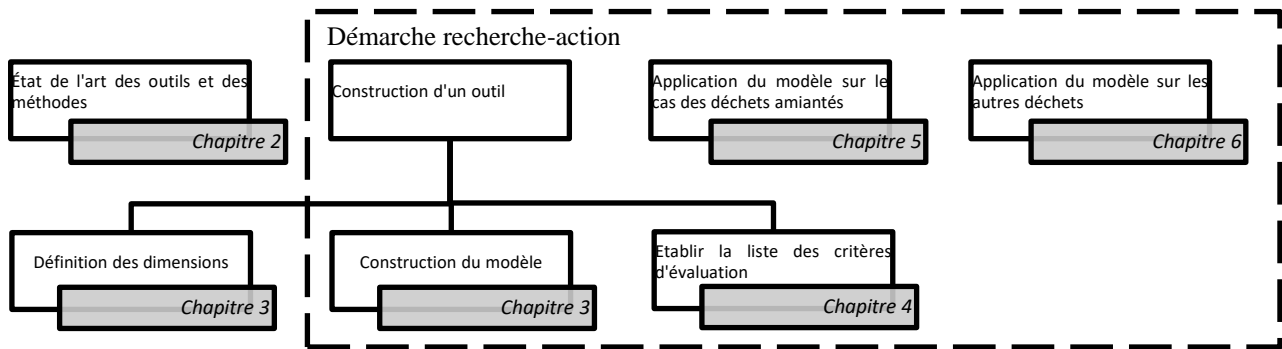 Démarche recherche-action
État de l'art des outils et des
méthodes
Chapitre 2
Construction d'un outil
Application du modèle sur le
cas des déchets amiantés
Chapitre 5
Application du modèle sur les
autres déchets
Chapitre 6
Définition des dimensions
Chapitre 3
Construction du modèle
Chapitre 3
Etablir la liste des critères
d'évaluation
Chapitre 4